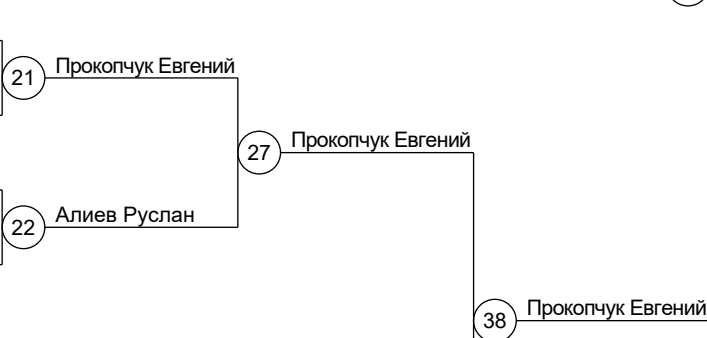 21 Прокопчук Евгений
27 Прокопчук Евгений
22 Алиев Руслан
38 Прокопчук Евгений